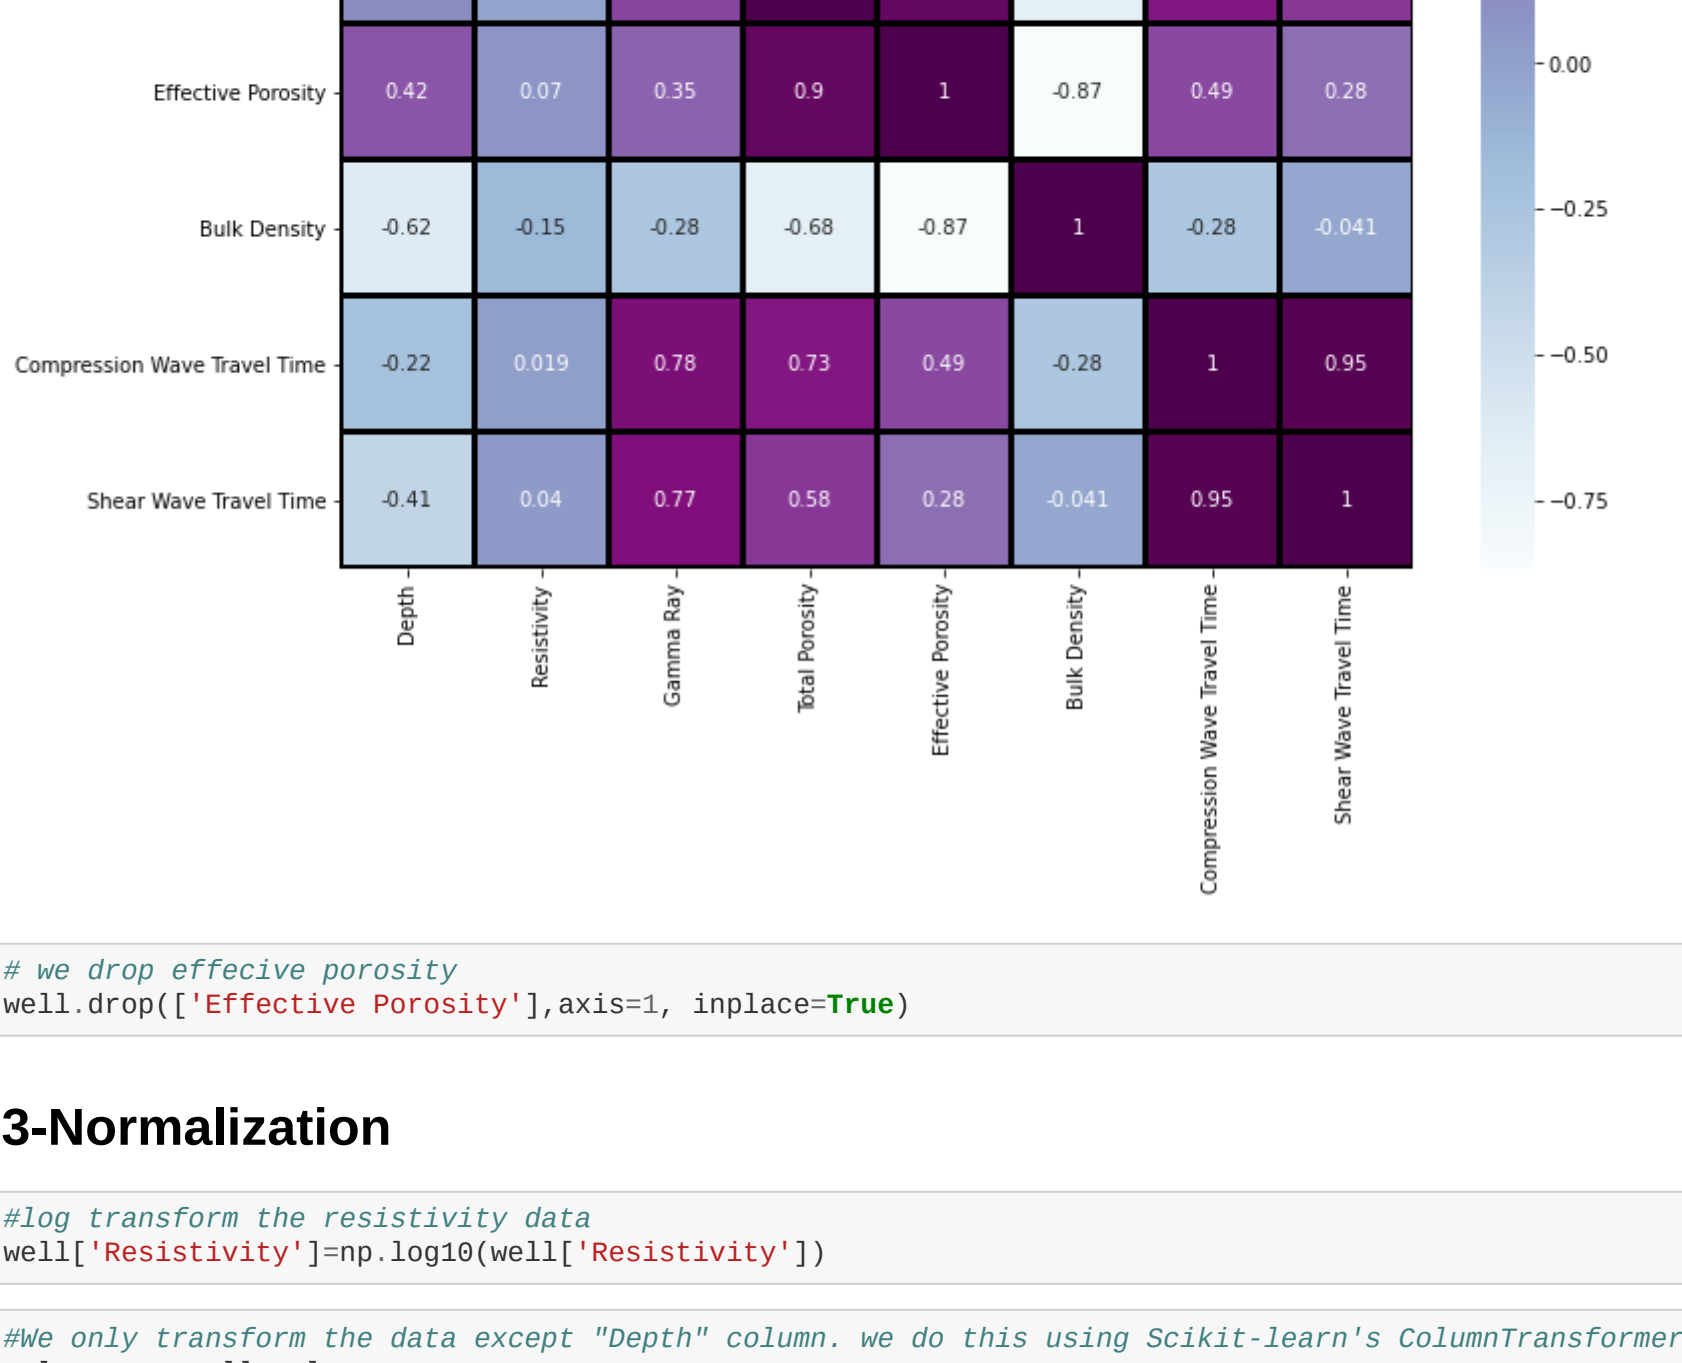 0.00
Effective Porosity 0.42 0.07 0.35 0.9 1 -0.87 0.49 0.28
−0.25
Bulk Density -0.62 -0.15 -0.28 -0.68 -0.87 1 -0.28 -0.041
−0.50
Compression Wave Travel Time -0.22 0.019 0.78 0.73 0.49 -0.28 1 0.95
−0.75
Shear Wave Travel Time -0.41 0.04 0.77 0.58 0.28 -0.041 0.95 1
Depth
Resistivity
Gamma Ray
Total Porosity
Effective Porosity
Bulk Density
Compression Wave Travel Time
Shear Wave Travel Time
# we drop effecive porosity
well.drop(['Effective Porosity'],axis=1, inplace=True)
3-Normalization
#log transform the resistivity data
well['Resistivity']=np.log10(well['Resistivity'])
#We only transform the data except "Depth" column. we do this using Scikit-learn's ColumnTransformer